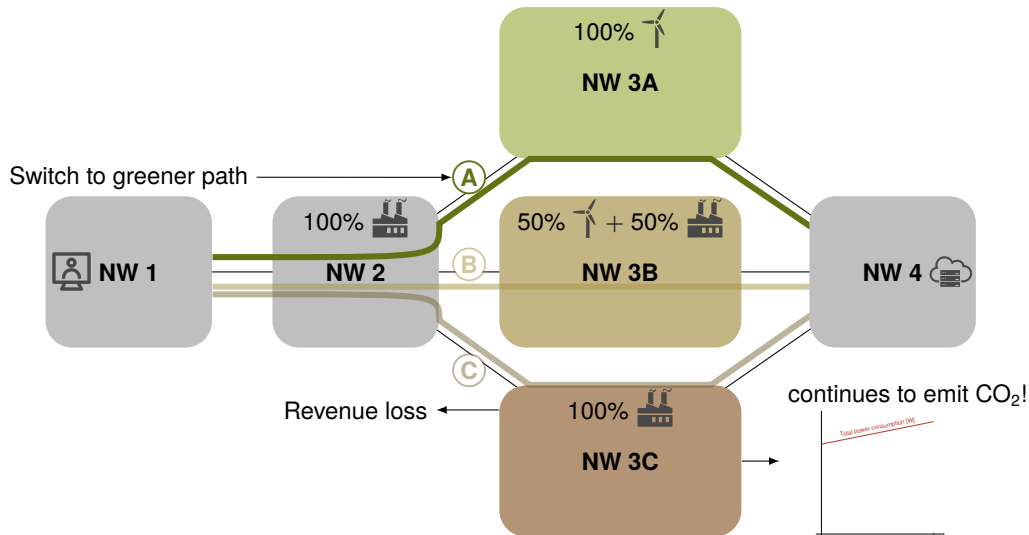 100%
NW 3A
Switch to greener path
A
100%
50% + 50%
NW 1
NW 2
B
NW 3B
NW 4
C
continues to emit CO₂!
Revenue loss
100%
Total power consumption [W]
NW 3C